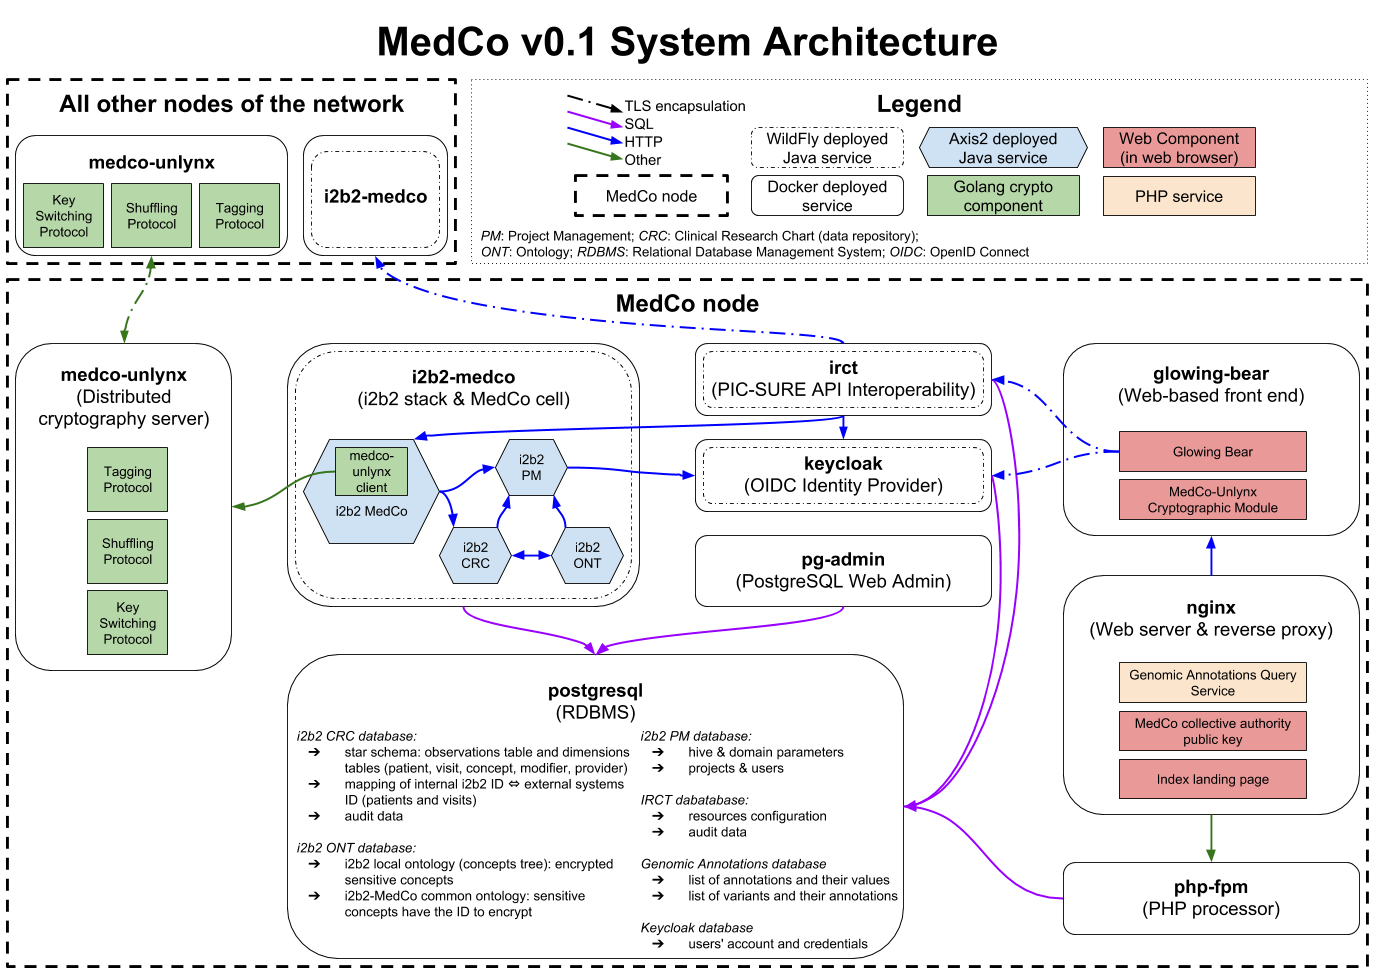 MedCo v0.1 System Architecture
All other nodes of the network
medco-unlynx
Key
Switching
Protocol
Shuffling
Protocol
Tagging
Protocol
i2b2-medco
Legend
TLS encapsulation
SQL
HTTP
Other
MedCo node
WildFly deployed
Java service
Docker deployed
service
Axis2 deployed
Java service
Golang crypto
component
Web Component
(in web browser)
PHP service
PM: Project Management; CRC: Clinical Research Chart (data repository);
ONT: Ontology; RDBMS: Relational Database Management System; OIDC: OpenID Connect
MedCo node
medco-unlynx
(Distributed
cryptography server)
Tagging
Protocol
Shuffling
Protocol
Key
Switching
Protocol
i2b2-medco
(i2b2 stack & MedCo cell)
medco-
unlynx
client
i2b2 MedCo
i2b2
PM
i2b2
CRC
i2b2
ONT
irct
(PIC-SURE API Interoperability)
keycloak
(OIDC Identity Provider)
pg-admin
(PostgreSQL Web Admin)
glowing-bear
(Web-based front end)
Glowing Bear
MedCo-Unlynx
Cryptographic Module
nginx
(Web server & reverse proxy)
Genomic Annotations Query
Service
MedCo collective authority
public key
Index landing page
php-fpm
(PHP processor)
postgresql
(RDBMS)
i2b2 CRC database:
➔ star schema: observations table and dimensions
tables (patient, visit, concept, modifier, provider)
➔ mapping of internal i2b2 ID ⇔ external systems
ID (patients and visits)
➔ audit data
i2b2 ONT database:
➔ i2b2 local ontology (concepts tree): encrypted
sensitive concepts
➔ i2b2-MedCo common ontology: sensitive
concepts have the ID to encrypt
i2b2 PM database:
➔ hive & domain parameters
➔ projects & users
IRCT dabatabase:
➔ resources configuration
➔ audit data
Genomic Annotations database
➔ list of annotations and their values
➔ list of variants and their annotations
Keycloak database
➔ users' account and credentials